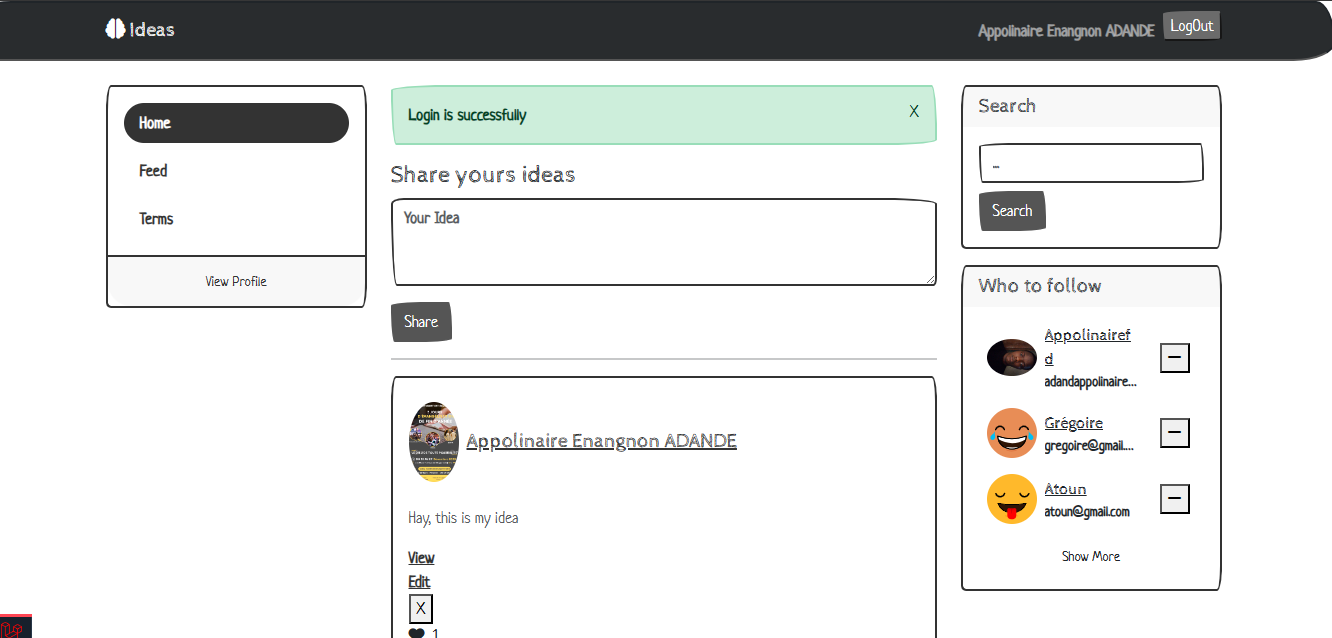 Ideas
Appolinaire Enangnon ADANDE
LogOut
Home
Feed
Terms
View Profile
Login is successfully
X
Share yours ideas
Your Idea
Share
Appolinaire Enangnon ADANDE
Hay, this is my idea
View
Edit
X
1
Search
...
Search
Who to follow
Appolinairef
d
adandappolinaire...
Grégoire
gregoire@gmail....
Atoun
atoun@gmail.com
Show More